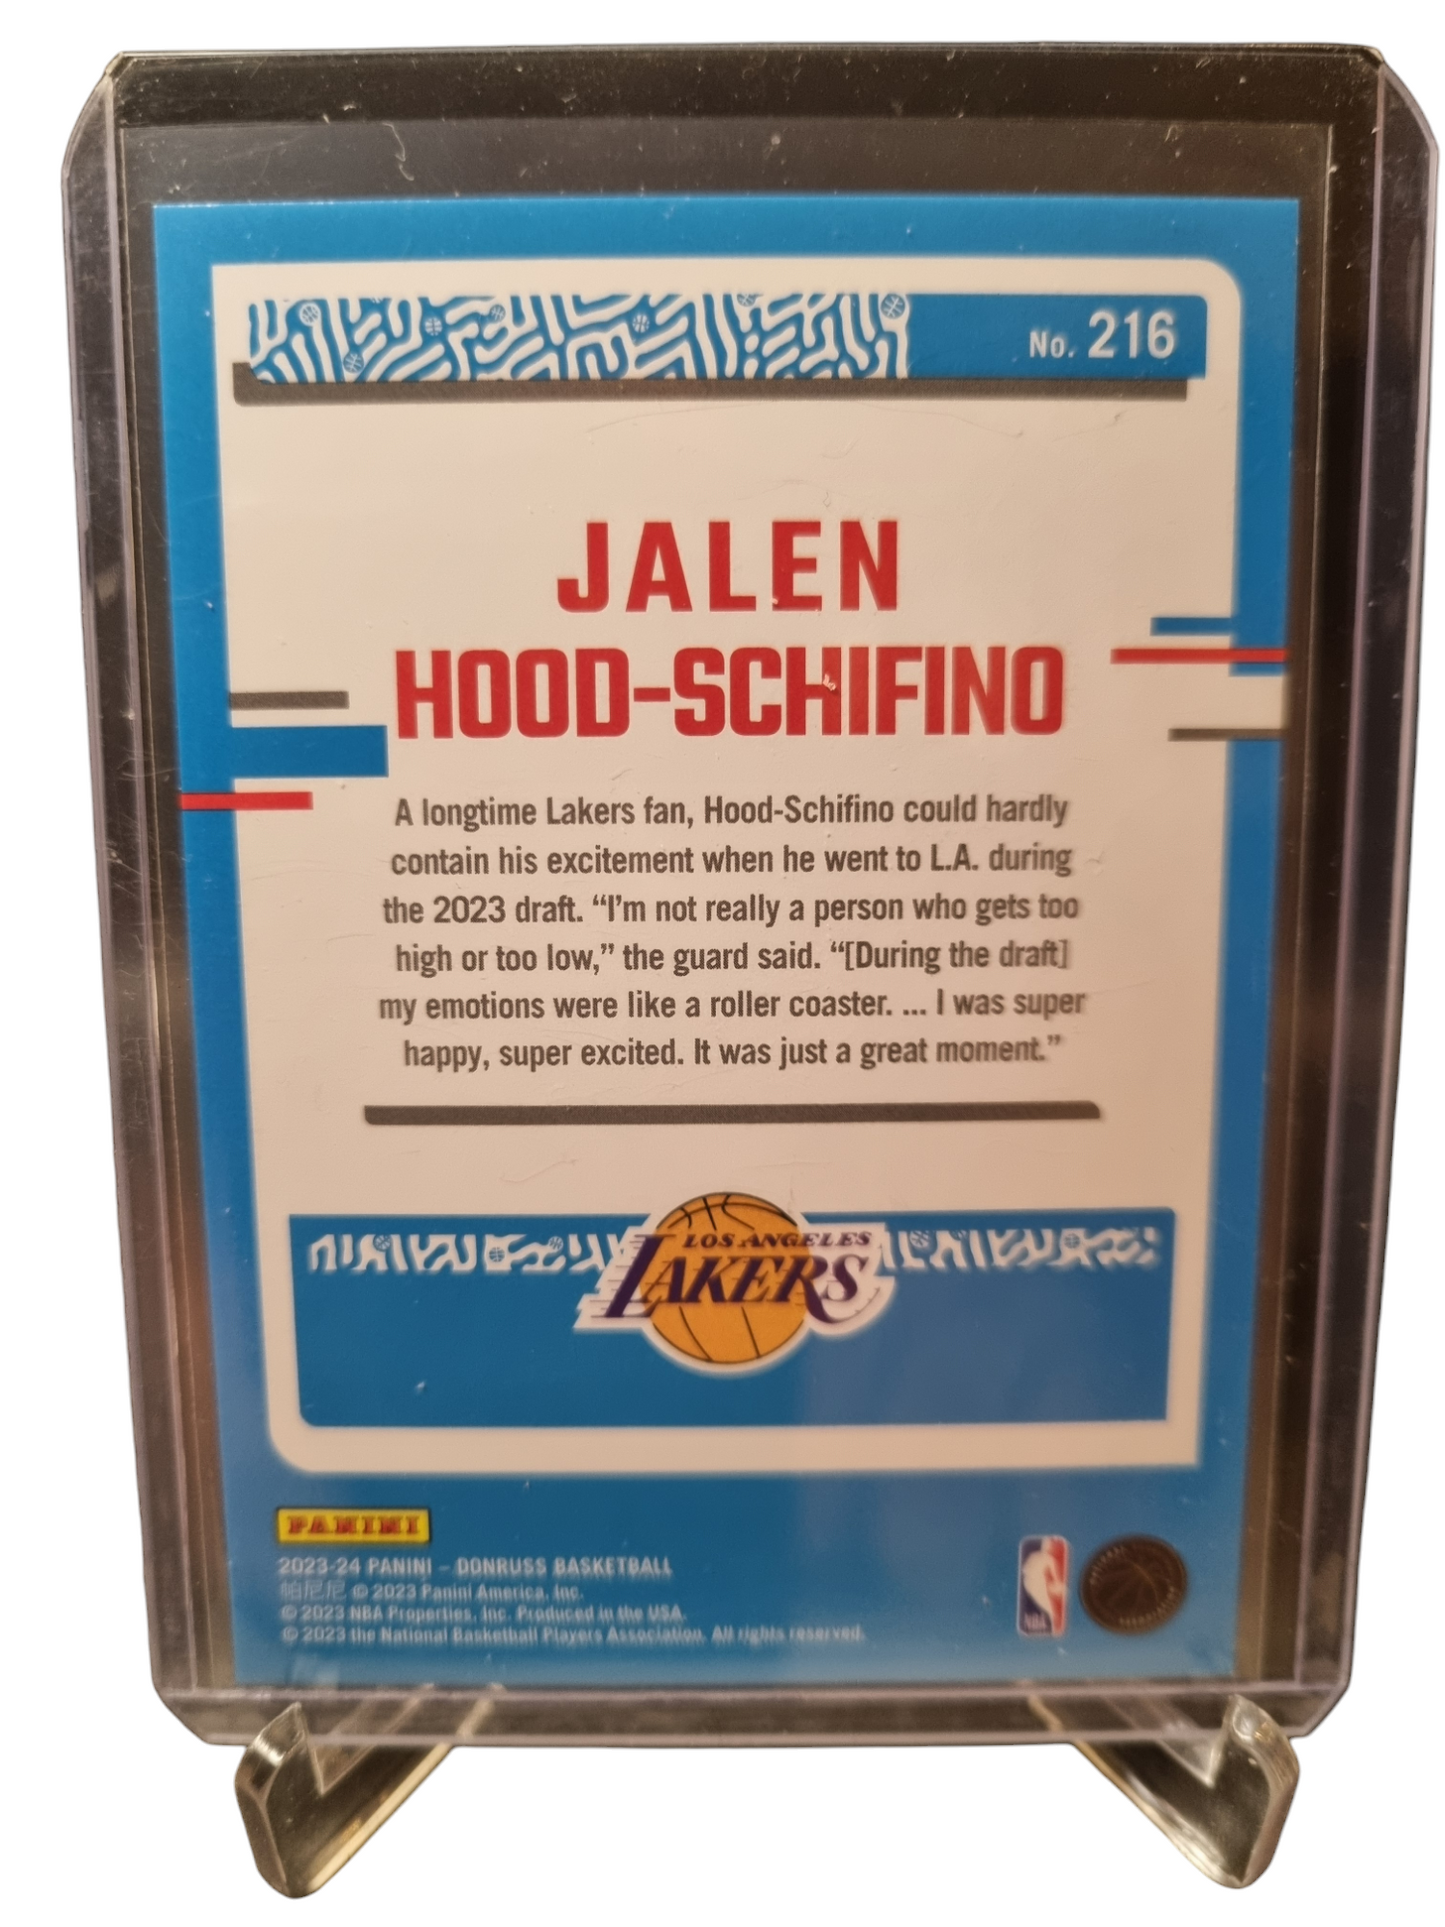 No. 216
JALEN
HOOD-SCHIFINO
A longtime Lakers fan, Hood-Schifino could hardly
contain his excitement when he went to L.A. during
the 2023 draft. “I’m not really a person who gets too
high or too low,” the guard said. “[During the draft]
my emotions were like a roller coaster. ... I was super
happy, super excited. It was just a great moment.”
LOS ANGELES
LAKERS
PANINI
2023-24 PANINI – DONRUSS BASKETBALL
帕尼尼 © 2023 Panini America, Inc.
© 2023 NBA Properties, Inc. Produced in the USA.
© 2023 the National Basketball Players Association. All rights reserved.
NBA